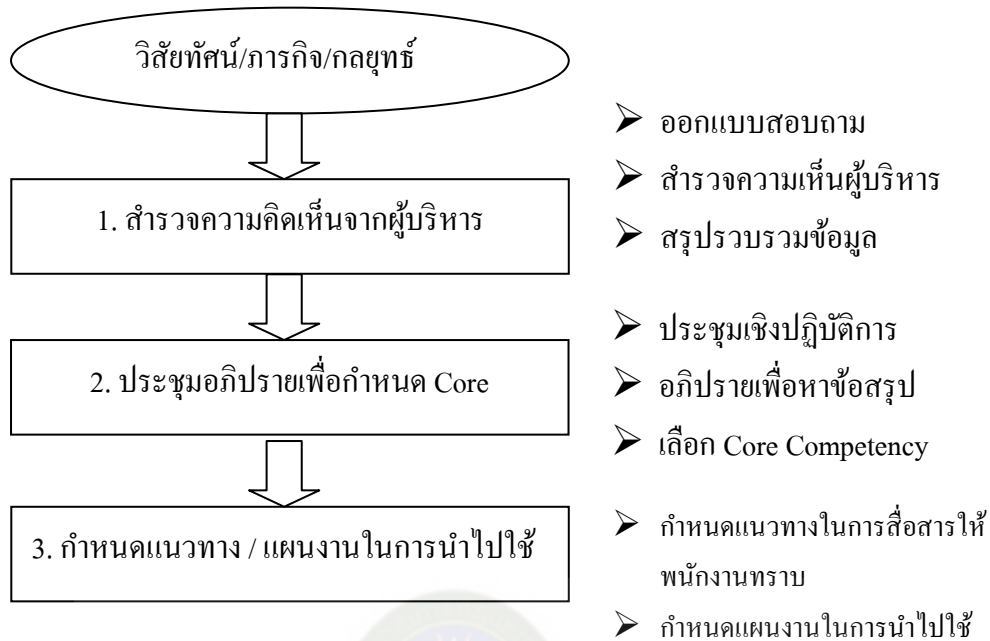 วิสัยทัศน์/ภารกิจ/กลยุทธ์
1. สำรวจความคิดเห็นจากผู้บริหาร
➢ ออกแบบสอบถาม
➢ สำรวจความเห็นผู้บริหาร
➢ สรุปรวบรวมข้อมูล
2. ประชุมอภิปรายเพื่อกำหนด Core
➢ ประชุมเชิงปฏิบัติการ
➢ อภิปรายเพื่อหาข้อสรุป
➢ เลือก Core Competency
3. กำหนดแนวทาง / แผนงานในการนำไปใช้
➢ กำหนดแนวทางในการสื่อสารให้
พนักงานทราบ
➢ กำหนดแผนงานในการนำไปใช้